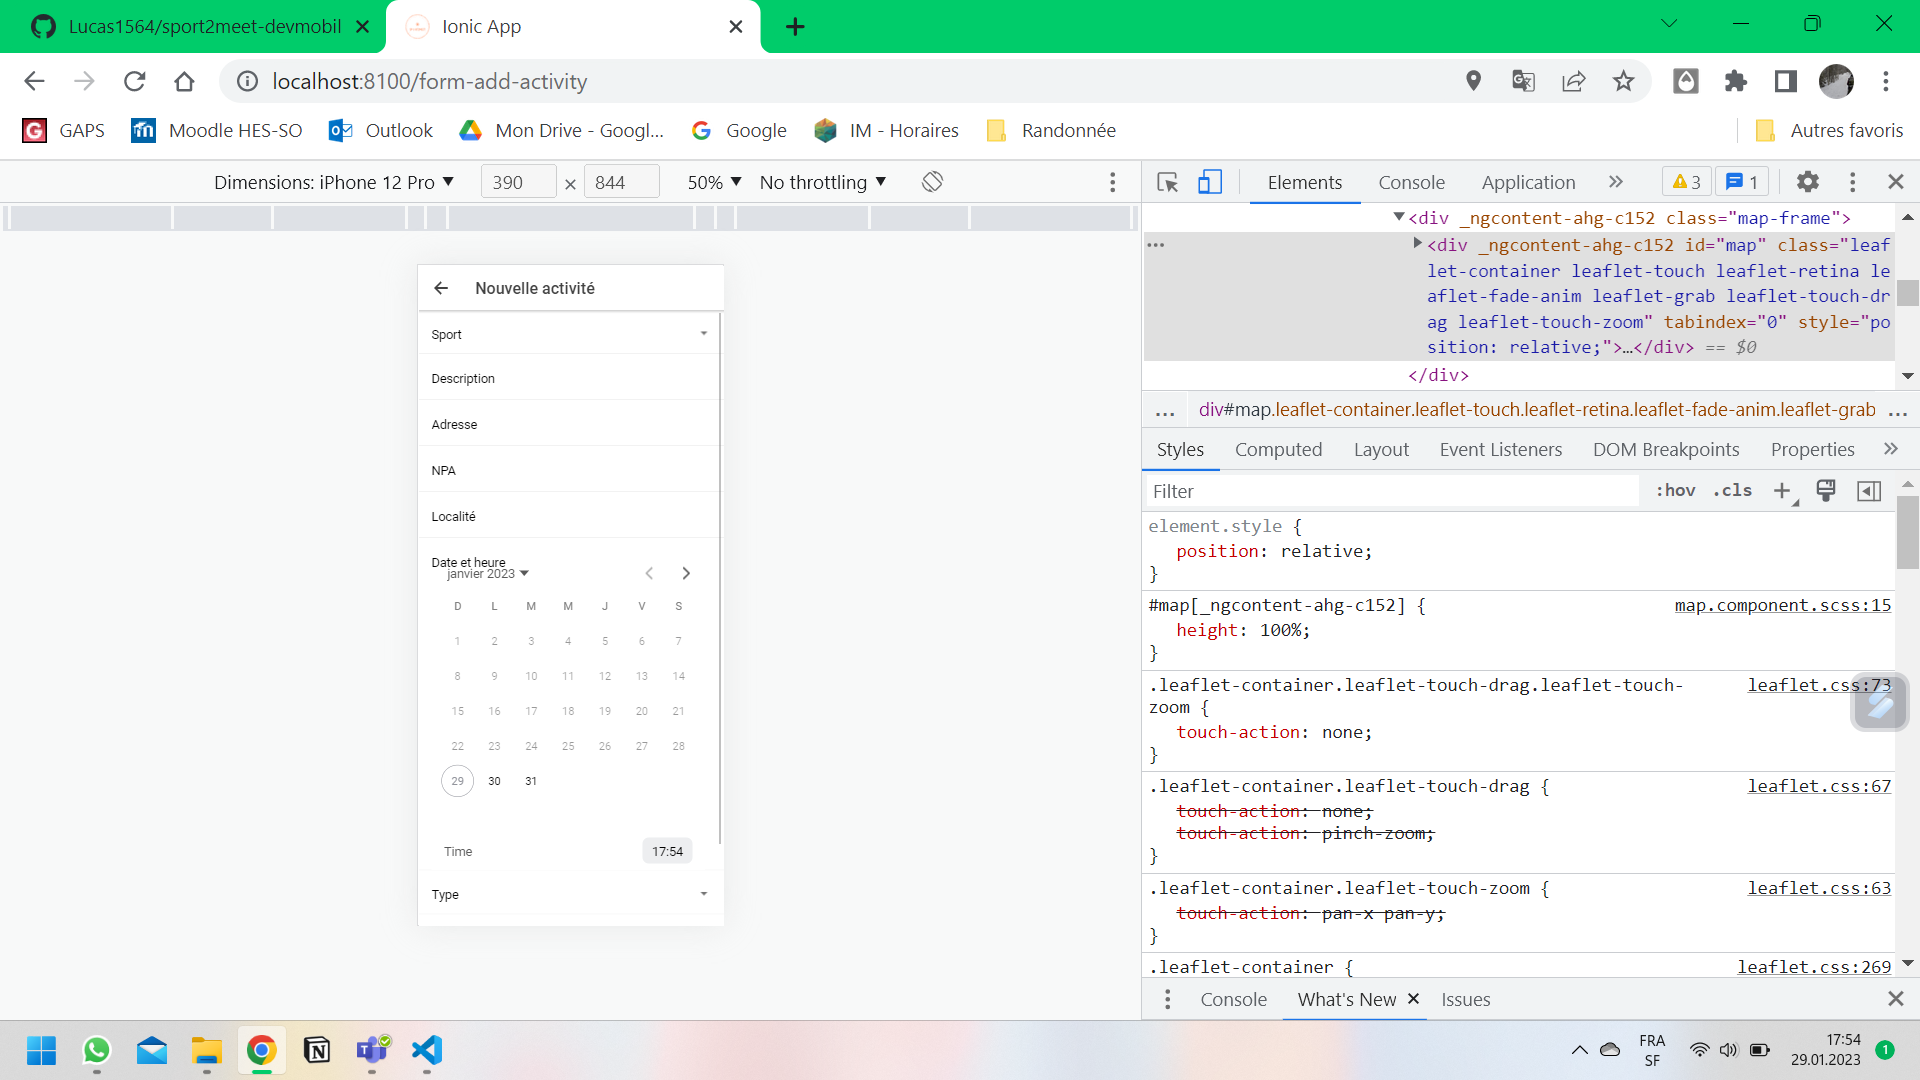 Lucas1564/sport2meet-devmobil
Ionic App
localhost:8100/form-add-activity
GAPS
Moodle HES-SO
Outlook
Mon Drive - Googl...
Google
IM - Horaires
Randonnée
Autres favoris
Dimensions: iPhone 12 Pro
390 × 844
50%
No throttling
Elements
Console
Application
3
1
<div _ngcontent-ahg-c152 class="map-frame">
<div _ngcontent-ahg-c152 id="map" class="leaf
let-container leaflet-touch leaflet-retina le
aflet-fade-anim leaflet-grab leaflet-touch-dr
ag leaflet-touch-zoom" tabindex="0" style="po
sition: relative;">…</div> == $0
</div>
... div#map.leaflet-container.leaflet-touch.leaflet-retina.leaflet-fade-anim.leaflet-grab ...
Styles
Computed
Layout
Event Listeners
DOM Breakpoints
Properties
Filter
:hov .cls
element.style {
position: relative;
}
#map[_ngcontent-ahg-c152] { map.component.scss:15
height: 100%;
}
.leaflet-container.leaflet-touch-drag.leaflet-touch- leaflet.css:73
zoom {
touch-action: none;
}
.leaflet-container.leaflet-touch-drag { leaflet.css:67
touch-action: none;
touch-action: pinch-zoom;
}
.leaflet-container.leaflet-touch-zoom { leaflet.css:63
touch-action: pan-x pan-y;
}
.leaflet-container { leaflet.css:269
Console
What's New
Issues
Nouvelle activité
Sport
Description
Adresse
NPA
Localité
Date et heure
janvier 2023
D L M M J V S
1 2 3 4 5 6 7
8 9 10 11 12 13 14
15 16 17 18 19 20 21
22 23 24 25 26 27 28
29 30 31
Time 17:54
Type
FRA
SF
17:54
29.01.2023
1